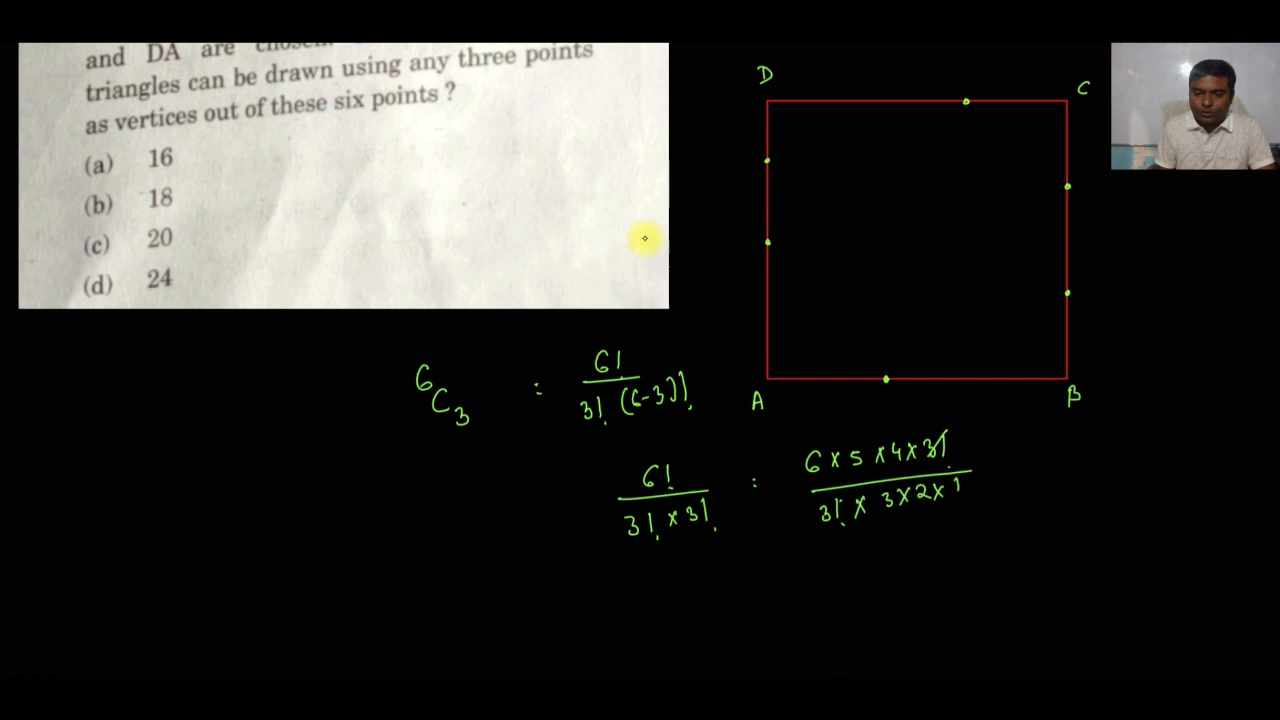 and DA are chosen
triangles can be drawn using any three points
as vertices out of these six points ?
(a) 16
(b) 18
(c) 20
(d) 24
D
C
A
B
6C3 : 6! / 3! (6-3)!
6! / 3! × 3! : 6 × 5 × 4 × 3! / 3! × 3 × 2 × 1